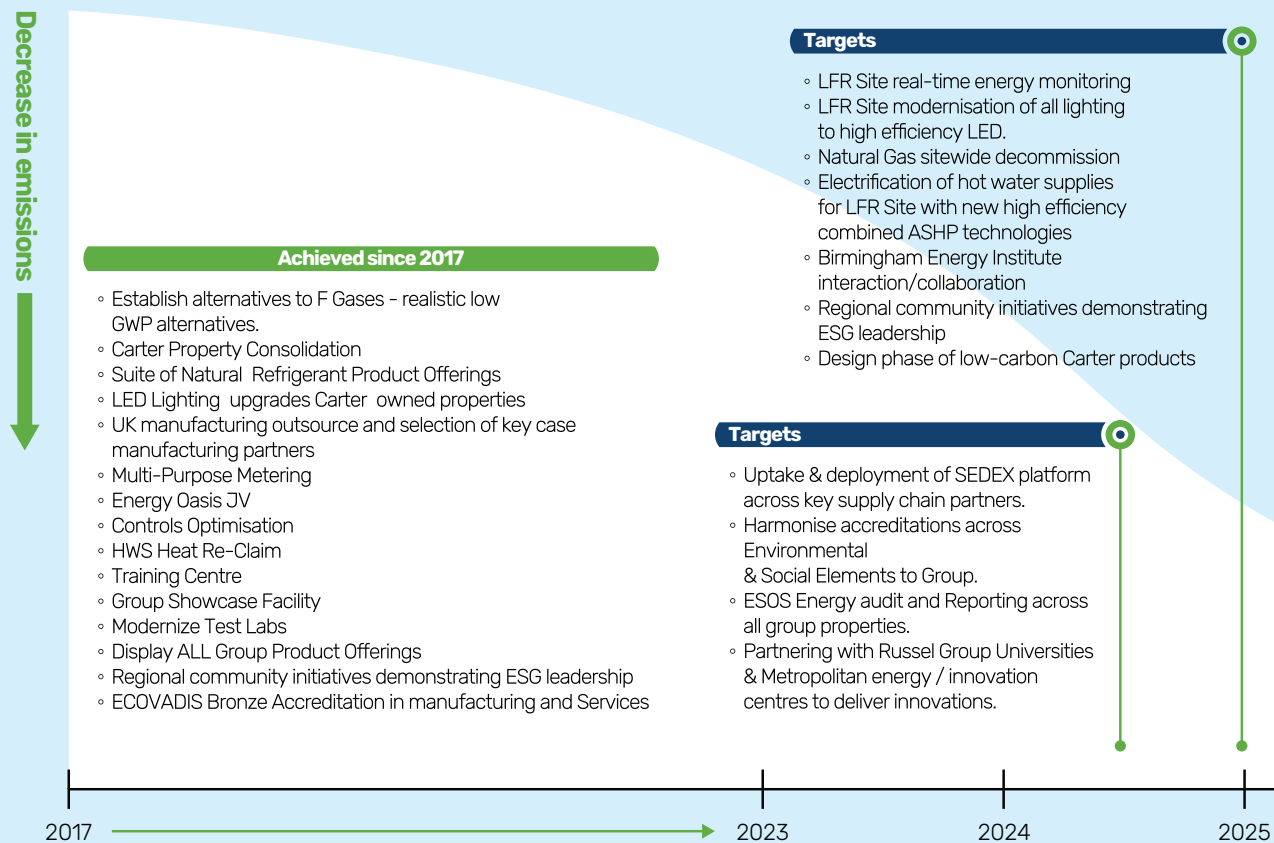 Decrease in emissions
Targets
◦ LFR Site real-time energy monitoring
◦ LFR Site modernisation of all lighting
to high efficiency LED.
◦ Natural Gas sitewide decommission
◦ Electrification of hot water supplies
for LFR Site with new high efficiency
combined ASHP technologies
◦ Birmingham Energy Institute
interaction/collaboration
◦ Regional community initiatives demonstrating
ESG leadership
◦ Design phase of low-carbon Carter products
Achieved since 2017
◦ Establish alternatives to F Gases - realistic low
GWP alternatives.
◦ Carter Property Consolidation
◦ Suite of Natural Refrigerant Product Offerings
◦ LED Lighting upgrades Carter owned properties
◦ UK manufacturing outsource and selection of key case
manufacturing partners
◦ Multi-Purpose Metering
◦ Energy Oasis JV
◦ Controls Optimisation
◦ HWS Heat Re-Claim
◦ Training Centre
◦ Group Showcase Facility
◦ Modernize Test Labs
◦ Display ALL Group Product Offerings
◦ Regional community initiatives demonstrating ESG leadership
◦ ECOVADIS Bronze Accreditation in manufacturing and Services
Targets
◦ Uptake & deployment of SEDEX platform
across key supply chain partners.
◦ Harmonise accreditations across
Environmental
& Social Elements to Group.
◦ ESOS Energy audit and Reporting across
all group properties.
◦ Partnering with Russel Group Universities
& Metropolitan energy / innovation
centres to deliver innovations.
2017 2023 2024 2025